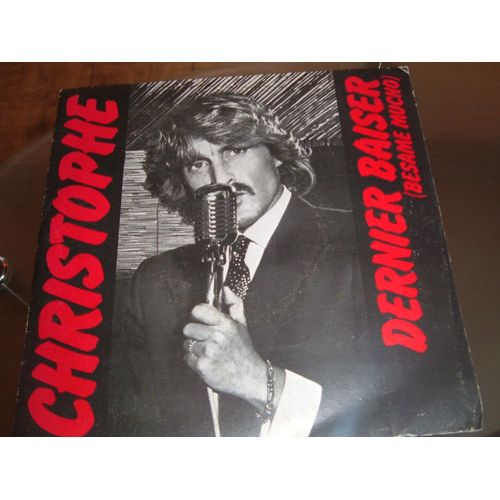 CHRISTOPHE
DERNIER BAISER
(BESAME MUCHO)